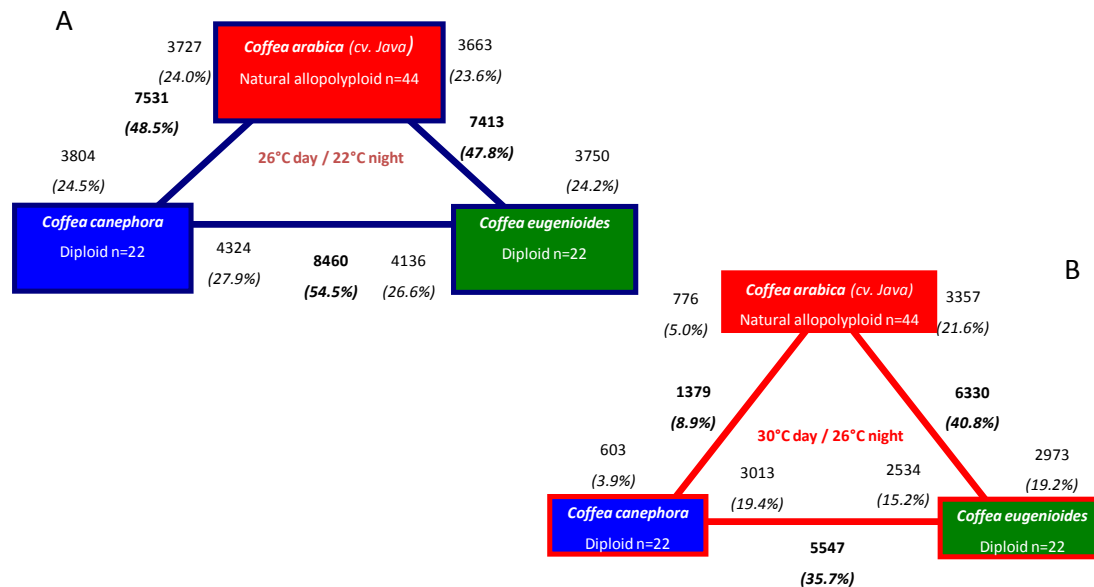 A
Coffea arabica (cv. Java)
Natural allopolyploid n=44
3727
(24.0%)
3663
(23.6%)
7531
(48.5%)
7413
(47.8%)
26°C day / 22°C night
3804
(24.5%)
3750
(24.2%)
Coffea canephora
Diploid n=22
Coffea eugenioides
Diploid n=22
4324
(27.9%)
8460
(54.5%)
4136
(26.6%)
B
Coffea arabica (cv. Java)
Natural allopolyploid n=44
776
(5.0%)
3357
(21.6%)
1379
(8.9%)
6330
(40.8%)
30°C day / 26°C night
603
(3.9%)
2973
(19.2%)
3013
(19.4%)
2534
(15.2%)
Coffea canephora
Diploid n=22
Coffea eugenioides
Diploid n=22
5547
(35.7%)